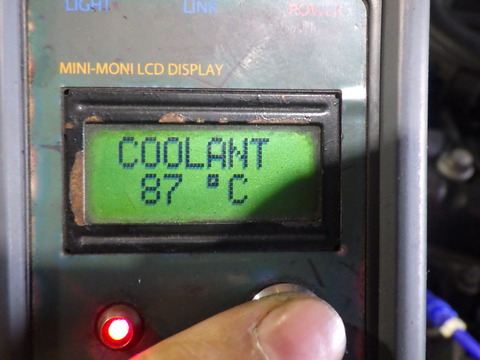 LIGHT LINK POWER
MINI-MONI LCD DISPLAY
COOLANT
87 °C